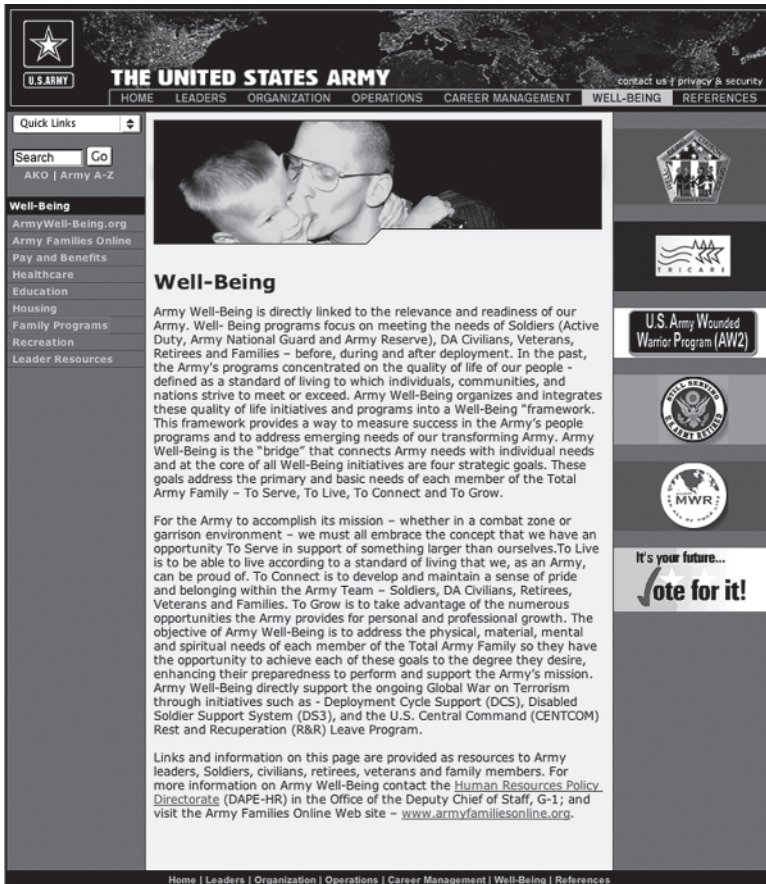 U.S.ARMY
THE UNITED STATES ARMY
contact us | privacy & security
HOME LEADERS ORGANIZATION OPERATIONS CAREER MANAGEMENT WELL-BEING REFERENCES
Quick Links
Search Go
AKO | Army A-Z
Well-Being
ArmyWell-Being.org
Army Families Online
Pay and Benefits
Healthcare
Education
Housing
Family Programs
Recreation
Leader Resources
Well-Being
Army Well-Being is directly linked to the relevance and readiness of our
Army. Well- Being programs focus on meeting the needs of Soldiers (Active
Duty, Army National Guard and Army Reserve), DA Civilians, Veterans,
Retirees and Families – before, during and after deployment. In the past,
the Army's programs concentrated on the quality of life of our people -
defined as a standard of living to which individuals, communities, and
nations strive to meet or exceed. Army Well-Being organizes and integrates
these quality of life initiatives and programs into a Well-Being "framework.
This framework provides a way to measure success in the Army's people
programs and to address emerging needs of our transforming Army. Army
Well-Being is the "bridge" that connects Army needs with individual needs
and at the core of all Well-Being initiatives are four strategic goals. These
goals address the primary and basic needs of each member of the Total
Army Family – To Serve, To Live, To Connect and To Grow.
For the Army to accomplish its mission – whether in a combat zone or
garrison environment – we must all embrace the concept that we have an
opportunity To Serve in support of something larger than ourselves.To Live
is to be able to live according to a standard of living that we, as an Army,
can be proud of. To Connect is to develop and maintain a sense of pride
and belonging within the Army Team – Soldiers, DA Civilians, Retirees,
Veterans and Families. To Grow is to take advantage of the numerous
opportunities the Army provides for personal and professional growth. The
objective of Army Well-Being is to address the physical, material, mental
and spiritual needs of each member of the Total Army Family so they have
the opportunity to achieve each of these goals to the degree they desire,
enhancing their preparedness to perform and support the Army's mission.
Army Well-Being directly support the ongoing Global War on Terrorism
through initiatives such as - Deployment Cycle Support (DCS), Disabled
Soldier Support System (DS3), and the U.S. Central Command (CENTCOM)
Rest and Recuperation (R&R) Leave Program.
Links and information on this page are provided as resources to Army
leaders, Soldiers, civilians, retirees, veterans and family members. For
more information on Army Well-Being contact the Human Resources Policy
Directorate (DAPE-HR) in the Office of the Deputy Chief of Staff, G-1; and
visit the Army Families Online Web site – www.armyfamiliesonline.org.
TRICARE
U.S. Army Wounded
Warrior Program (AW2)
STILL SERVING
U.S. ARMY RETIRED
MWR
FOR ALL OF YOUR LIFE
It's your future...
Vote for it!
Home | Leaders | Organization | Operations | Career Management | Well-Being | References